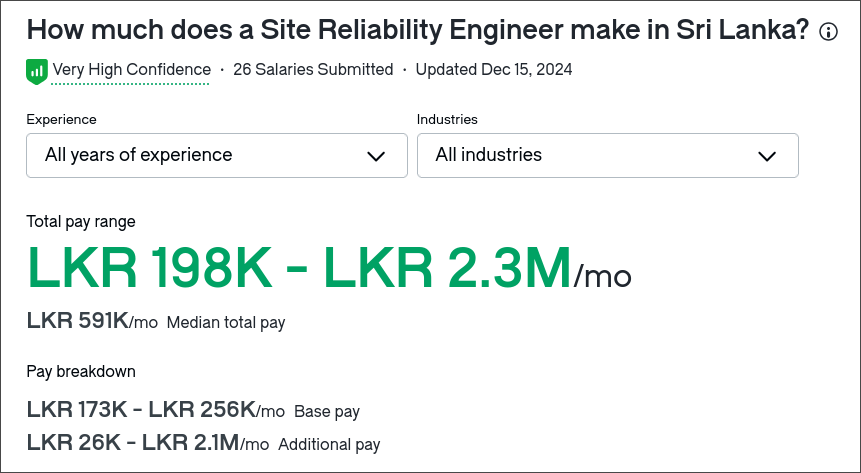 How much does a Site Reliability Engineer make in Sri Lanka?
Very High Confidence · 26 Salaries Submitted · Updated Dec 15, 2024
Experience
Industries
All years of experience
All industries
Total pay range
LKR 198K - LKR 2.3M/mo
LKR 591K/mo Median total pay
Pay breakdown
LKR 173K - LKR 256K/mo Base pay
LKR 26K - LKR 2.1M/mo Additional pay